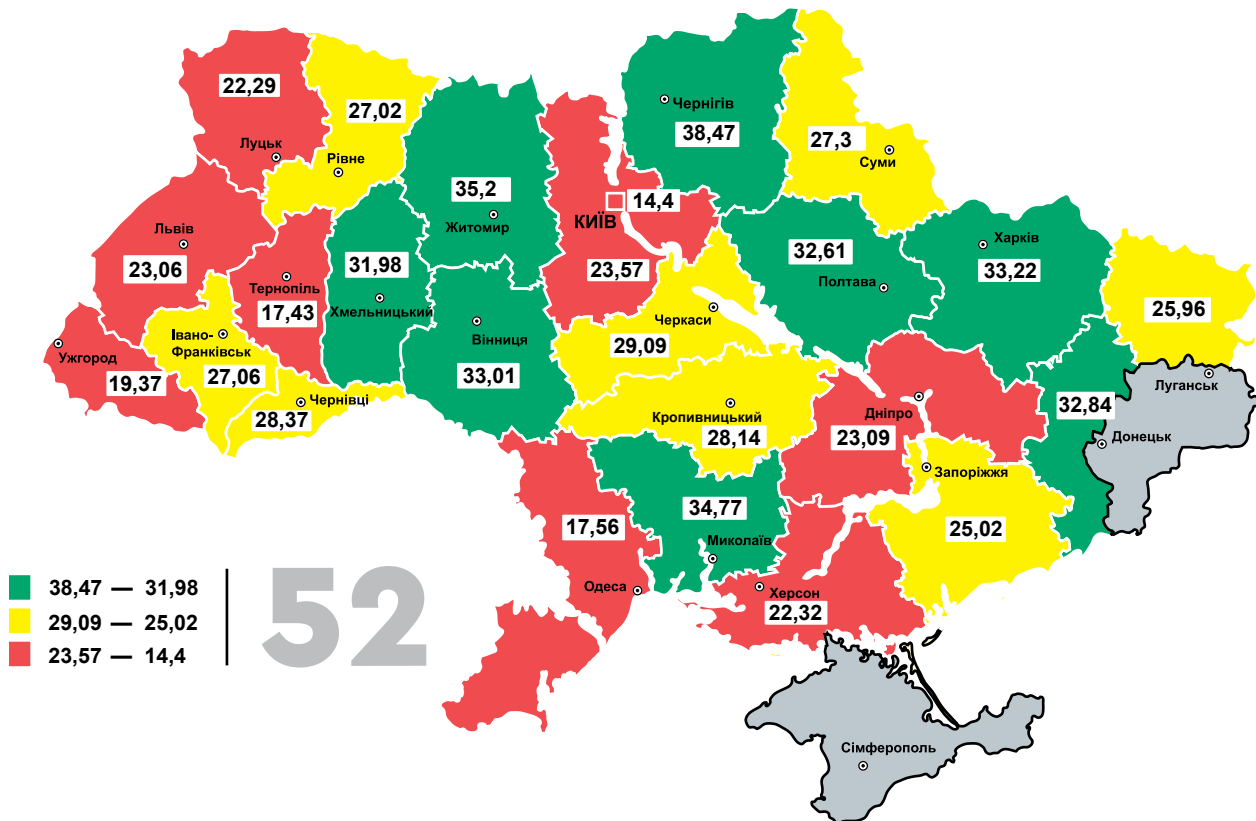 22,29
Луцьк
27,02
Рівне
35,2
Житомир
Чернігів
38,47
27,3
Суми
14,4
КИЇВ
23,57
Львів
23,06
Тернопіль
17,43
31,98
Хмельницький
32,61
Полтава
Харків
33,22
25,96
Луганськ
Ужгород
19,37
Івано-
Франківськ
27,06
28,37
Чернівці
Вінниця
33,01
Черкаси
29,09
Кропивницький
28,14
Дніпро
23,09
32,84
Донецьк
Запоріжжя
25,02
34,77
Миколаїв
17,56
Одеса
Херсон
22,32
Сімферополь
38,47 — 31,98
29,09 — 25,02
23,57 — 14,4
52